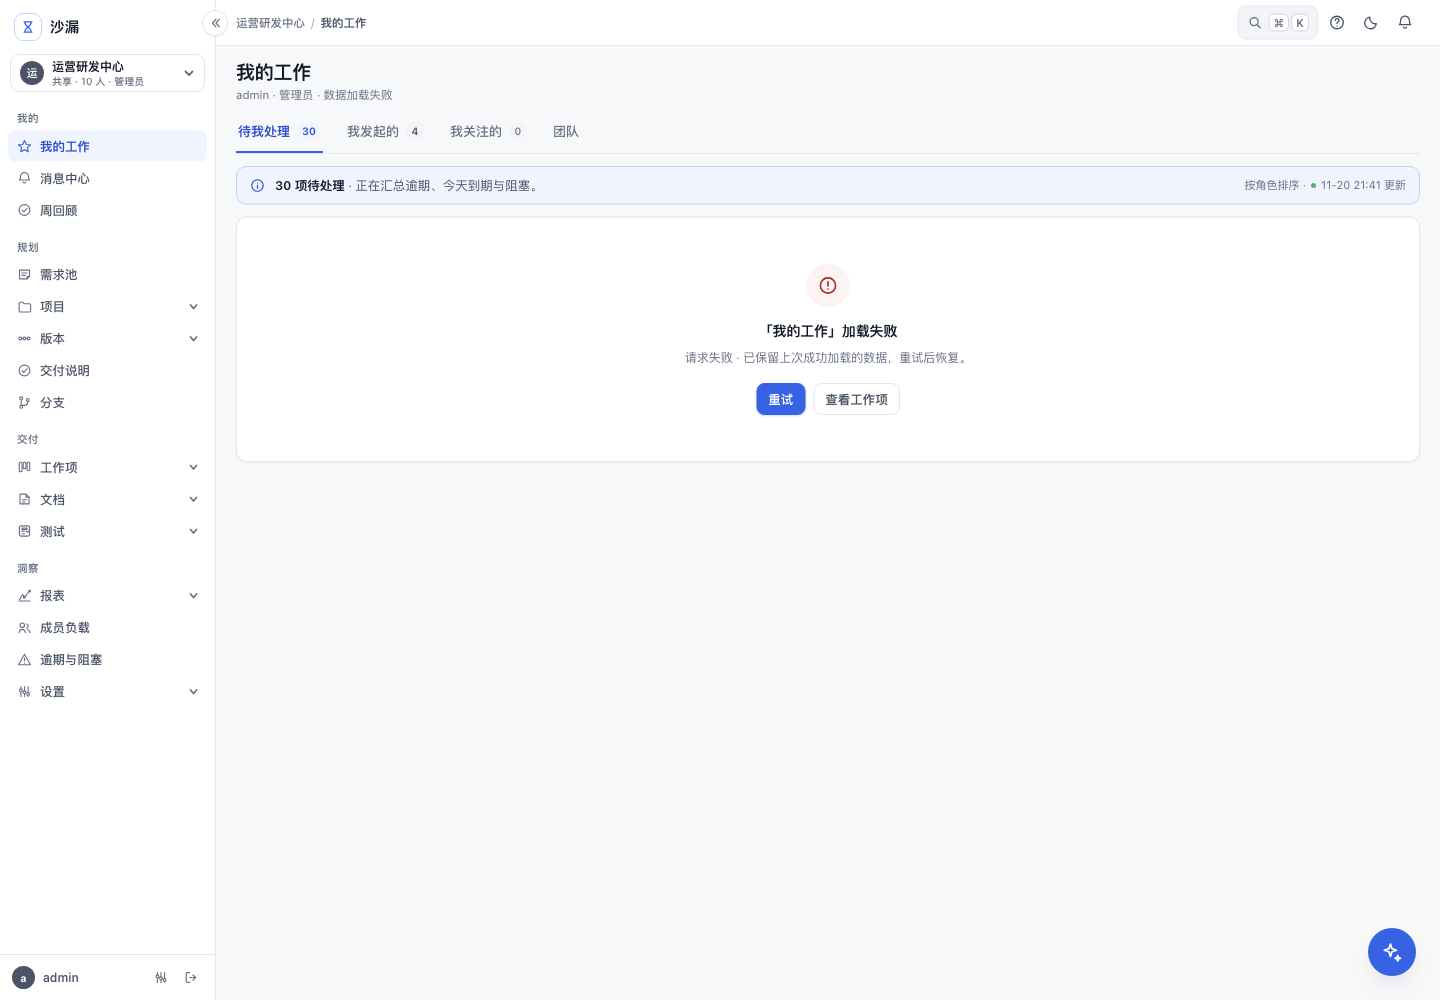 沙漏
运
运营研发中心
共享 · 10 人 · 管理员
我的
我的工作
消息中心
周回顾
规划
需求池
项目
版本
交付说明
分支
交付
工作项
文档
测试
洞察
报表
成员负载
逾期与阻塞
设置
a
admin
运营研发中心 / 我的工作
⌘ K
我的工作
admin · 管理员 · 数据加载失败
待我处理 30 我发起的 4 我关注的 0 团队
30 项待处理 · 正在汇总逾期、今天到期与阻塞。
按角色排序 · 11-20 21:41 更新
「我的工作」加载失败
请求失败 · 已保留上次成功加载的数据，重试后恢复。
重试 查看工作项